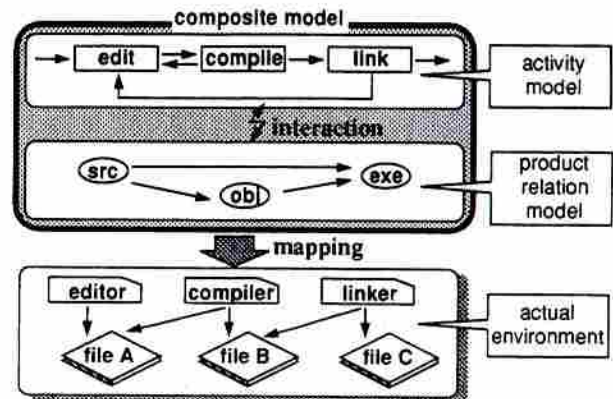 composite model
edit complie link
activity
model
interaction
src obj exe
product
relation
model
mapping
editor compiler linker
actual
environment
file A file B file C